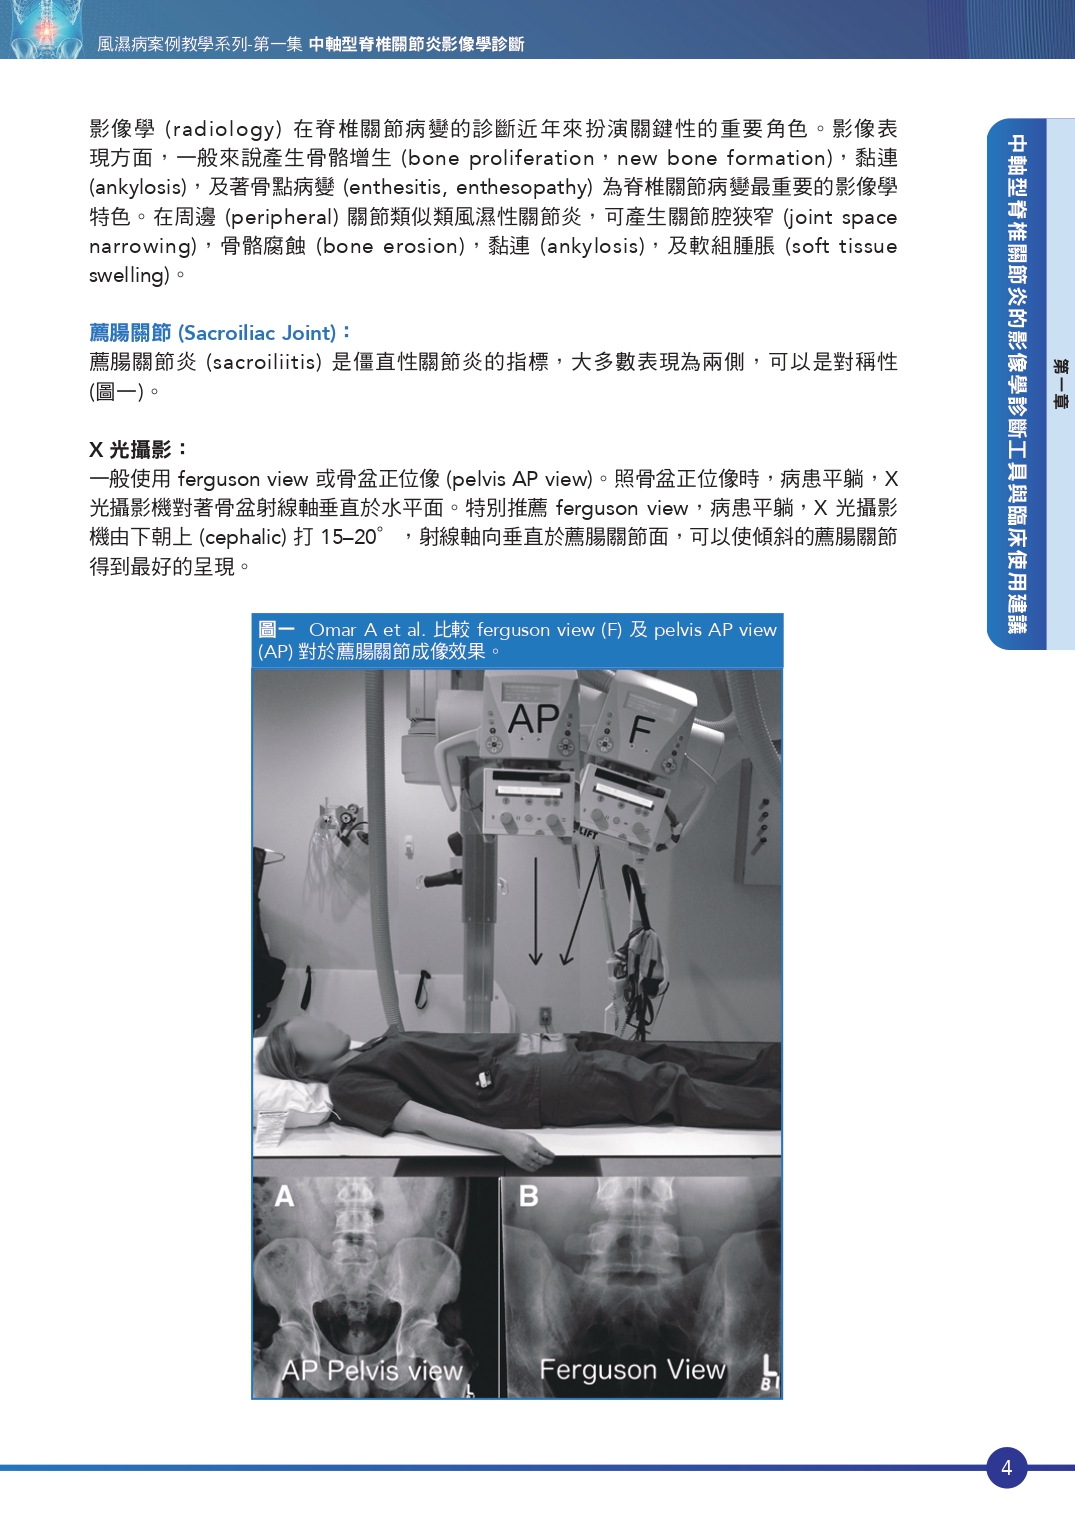 風濕病案例教學系列-第一集 中軸型脊椎關節炎影像學診斷
影像學 (radiology) 在脊椎關節病變的診斷近年來扮演關鍵性的重要角色。影像表
現方面，一般來說產生骨骼增生 (bone proliferation，new bone formation)，黏連
(ankylosis)，及著骨點病變 (enthesitis, enthesopathy) 為脊椎關節病變最重要的影像學
特色。在周邊 (peripheral) 關節類似類風濕性關節炎，可產生關節腔狹窄 (joint space
narrowing)，骨骼腐蝕 (bone erosion)，黏連 (ankylosis)，及軟組腫脹 (soft tissue
swelling)。
薦腸關節 (Sacroiliac Joint)：
薦腸關節炎 (sacroiliitis) 是僵直性關節炎的指標，大多數表現為兩側，可以是對稱性
(圖一)。
X 光攝影：
一般使用 ferguson view 或骨盆正位像 (pelvis AP view)。照骨盆正位像時，病患平躺，X
光攝影機對著骨盆射線軸垂直於水平面。特別推薦 ferguson view，病患平躺，X 光攝影
機由下朝上 (cephalic) 打 15–20°，射線軸向垂直於薦腸關節面，可以使傾斜的薦腸關節
得到最好的呈現。
圖一 Omar A et al. 比較 ferguson view (F) 及 pelvis AP view
(AP) 對於薦腸關節成像效果。
AP
F
LIFT
A
B
AP Pelvis view
L
Ferguson View
L
B
第一章
中軸型脊椎關節炎的影像學診斷工具與臨床使用建議
4